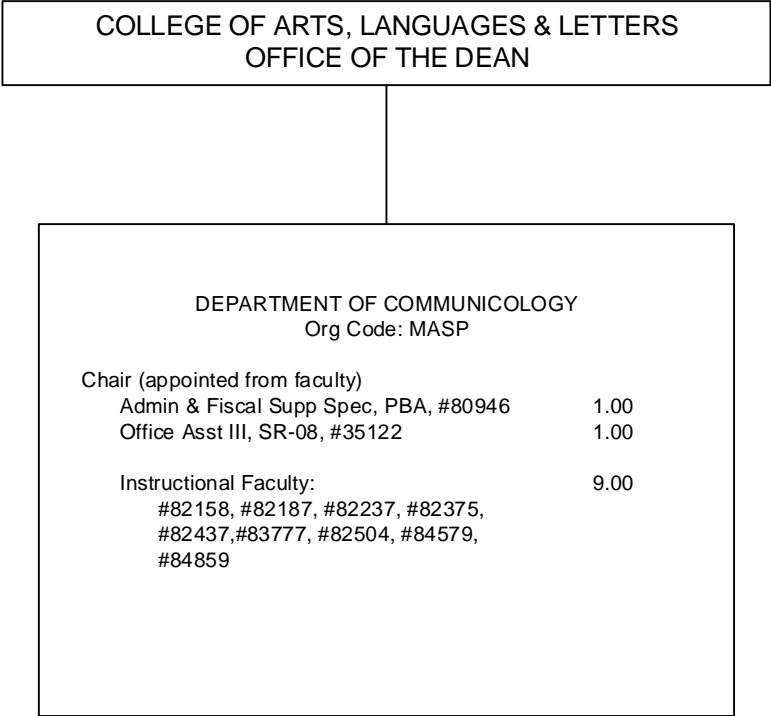 COLLEGE OF ARTS, LANGUAGES & LETTERS
OFFICE OF THE DEAN
DEPARTMENT OF COMMUNICOLOGY
Org Code: MASP
Chair (appointed from faculty)
Admin & Fiscal Supp Spec, PBA, #80946 1.00
Office Asst III, SR-08, #35122 1.00
Instructional Faculty: 9.00
#82158, #82187, #82237, #82375,
#82437,#83777, #82504, #84579,
#84859